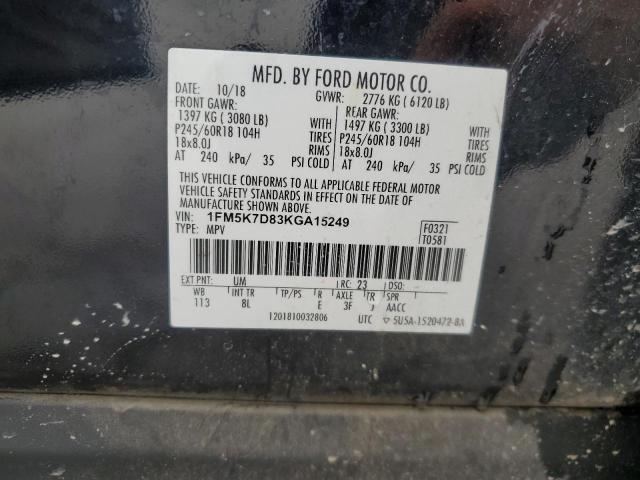 MFD. BY FORD MOTOR CO.
DATE: 10/18 GVWR: 2776 KG ( 6120 LB)
FRONT GAWR: REAR GAWR:
1397 KG ( 3080 LB) WITH 1497 KG ( 3300 LB) WITH
P245/60R18 104H TIRES P245/60R18 104H TIRES
18x8.0J RIMS 18x8.0J RIMS
AT 240 kPa/ 35 PSI COLD AT 240 kPa/ 35 PSI COLD
THIS VEHICLE CONFORMS TO ALL APPLICABLE FEDERAL MOTOR
VEHICLE SAFETY STANDARDS IN EFFECT ON THE DATE OF
MANUFACTURE SHOWN ABOVE.
VIN: 1FM5K7D83KGA15249
TYPE: MPV
F0321
T0581
EXT PNT: UM RC: 23 DSO:
WB INT TR TP/PS R AXLE TR SPR
113 8L E 3F J AACC
1201810032806 UTC ▽ 5U5A-1520472-8A